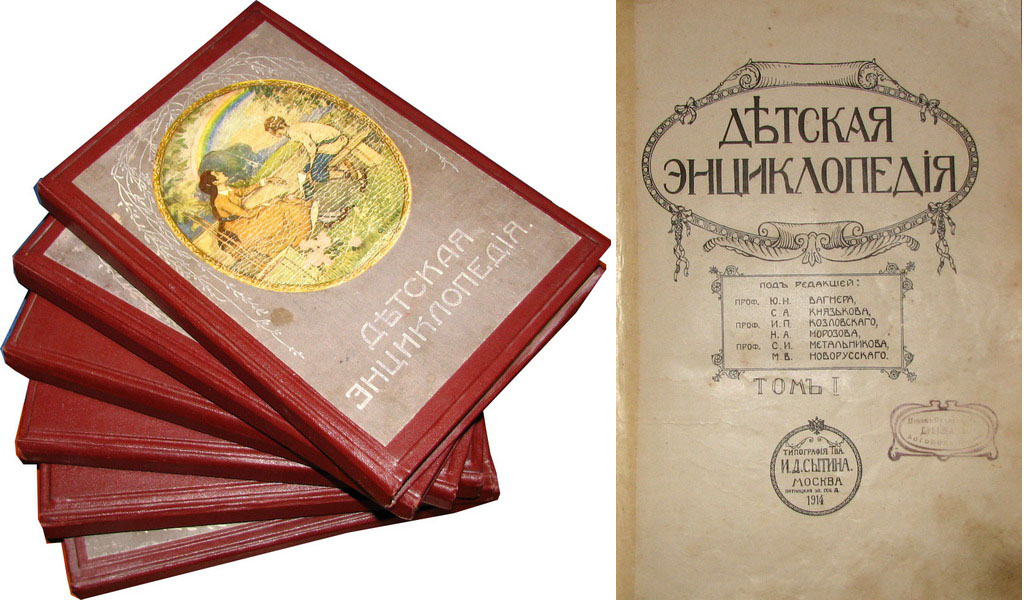 ДѢТСКАЯ
ЭНЦИКЛОПЕДІЯ.
ДѢТСКАЯ
ЭНЦИКЛОПЕДІЯ
ПОДЪ РЕДАКЦІЕЙ:
ПРОФ. Ю. Н. ВАГНЕРА,
С. А. КНЯЗЬКОВА,
ПРОФ. И. П. КОЗЛОВСКАГО,
Н. А. МОРОЗОВА,
ПРОФ. С. И. МЕТАЛЬНИКОВА,
М. В. НОВОРУССКАГО.
ТОМЪ I
ТИПОГРАФІЯ Т-ВА
И. Д. СЫТИНА.
МОСКВА
1914